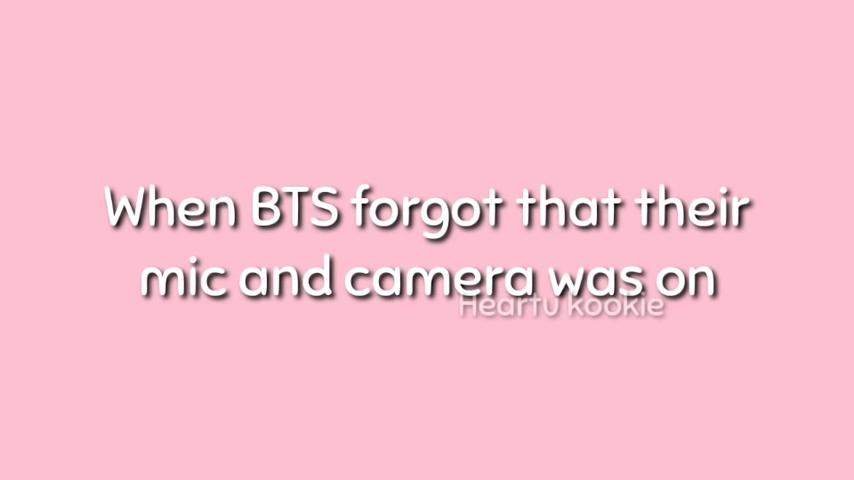 When BTS forgot that their
mic and camera was on
Heartu kookie